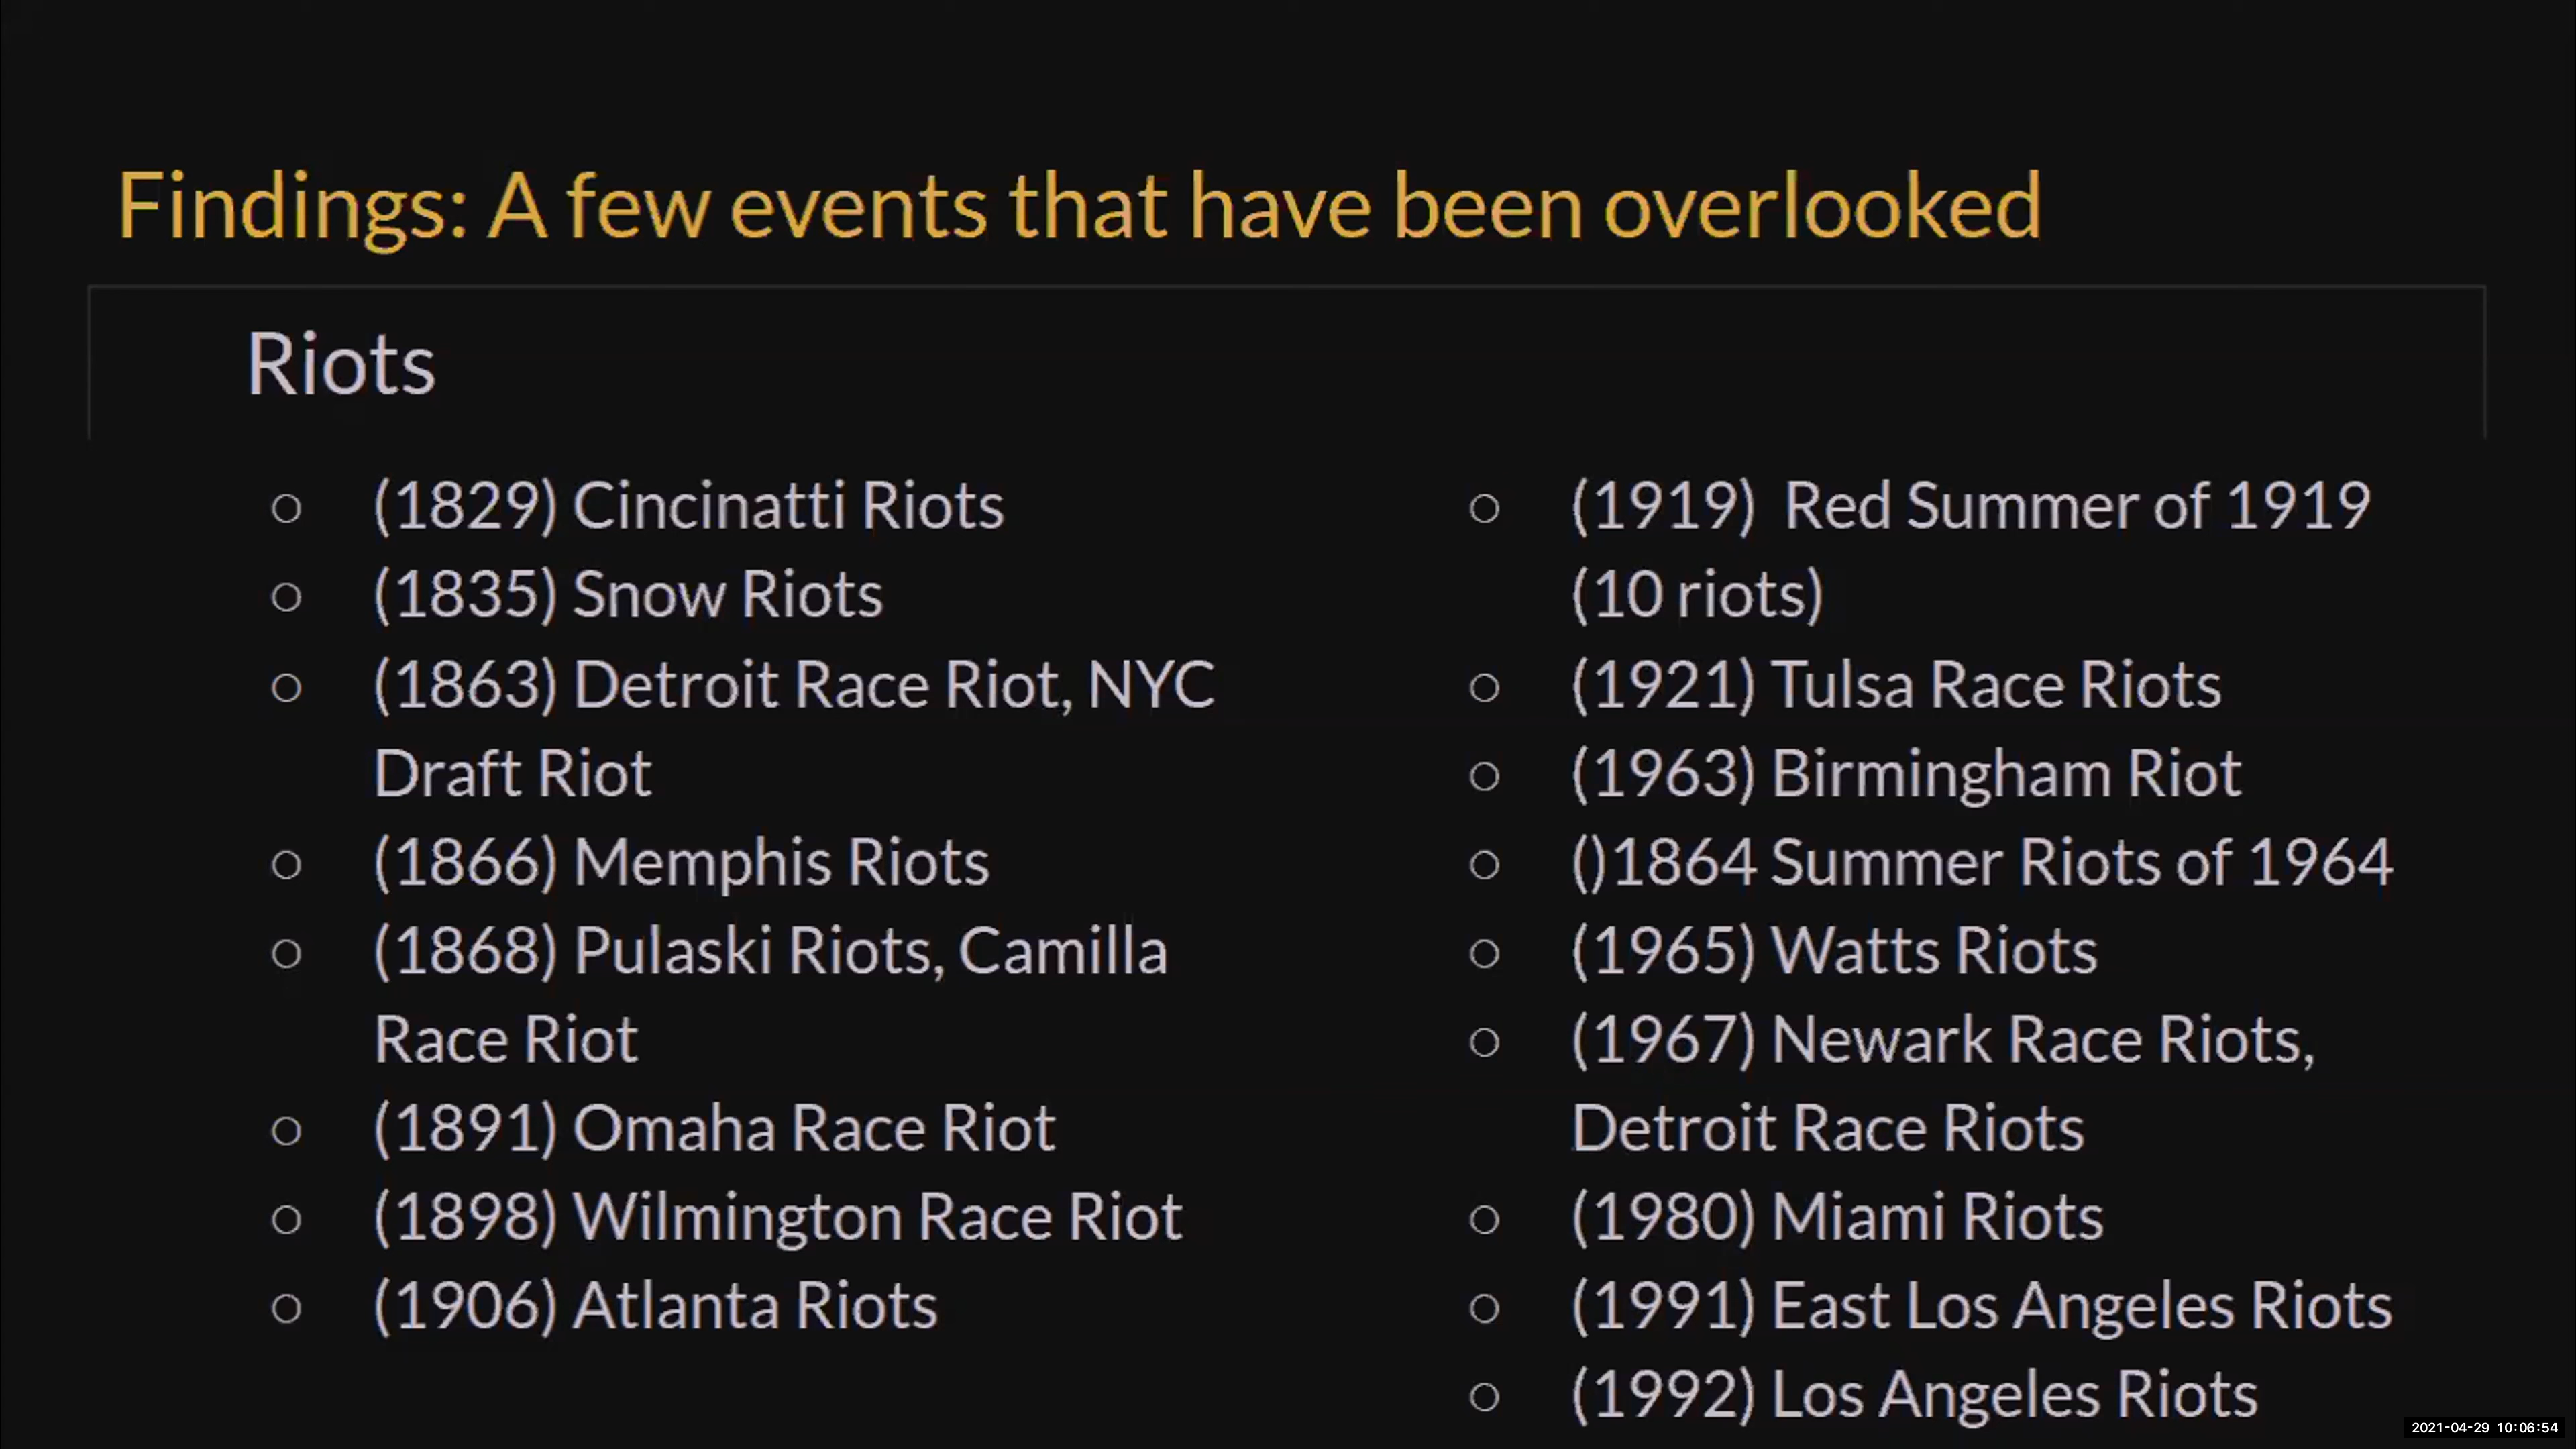 Findings: A few events that have been overlooked
Riots
○ (1829) Cincinatti Riots
○ (1835) Snow Riots
○ (1863) Detroit Race Riot, NYC
Draft Riot
○ (1866) Memphis Riots
○ (1868) Pulaski Riots, Camilla
Race Riot
○ (1891) Omaha Race Riot
○ (1898) Wilmington Race Riot
○ (1906) Atlanta Riots
○ (1919)  Red Summer of 1919
(10 riots)
○ (1921) Tulsa Race Riots
○ (1963) Birmingham Riot
○ ()1864 Summer Riots of 1964
○ (1965) Watts Riots
○ (1967) Newark Race Riots,
Detroit Race Riots
○ (1980) Miami Riots
○ (1991) East Los Angeles Riots
○ (1992) Los Angeles Riots
2021-04-29 10:06:54